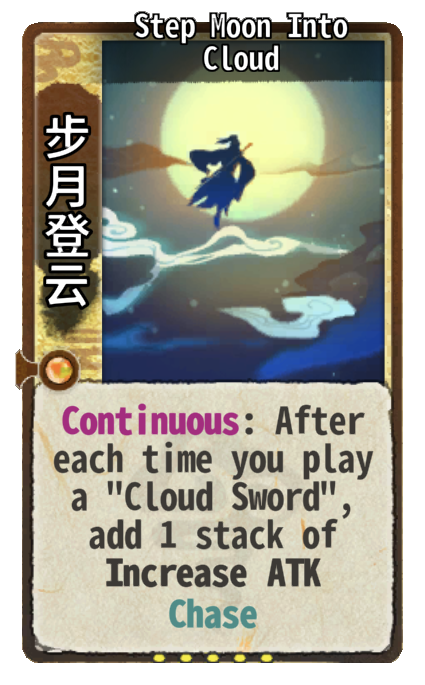 Step Moon Into
Cloud
步月登云
Continuous: After
each time you play
a "Cloud Sword",
add 1 stack of
Increase ATK
Chase